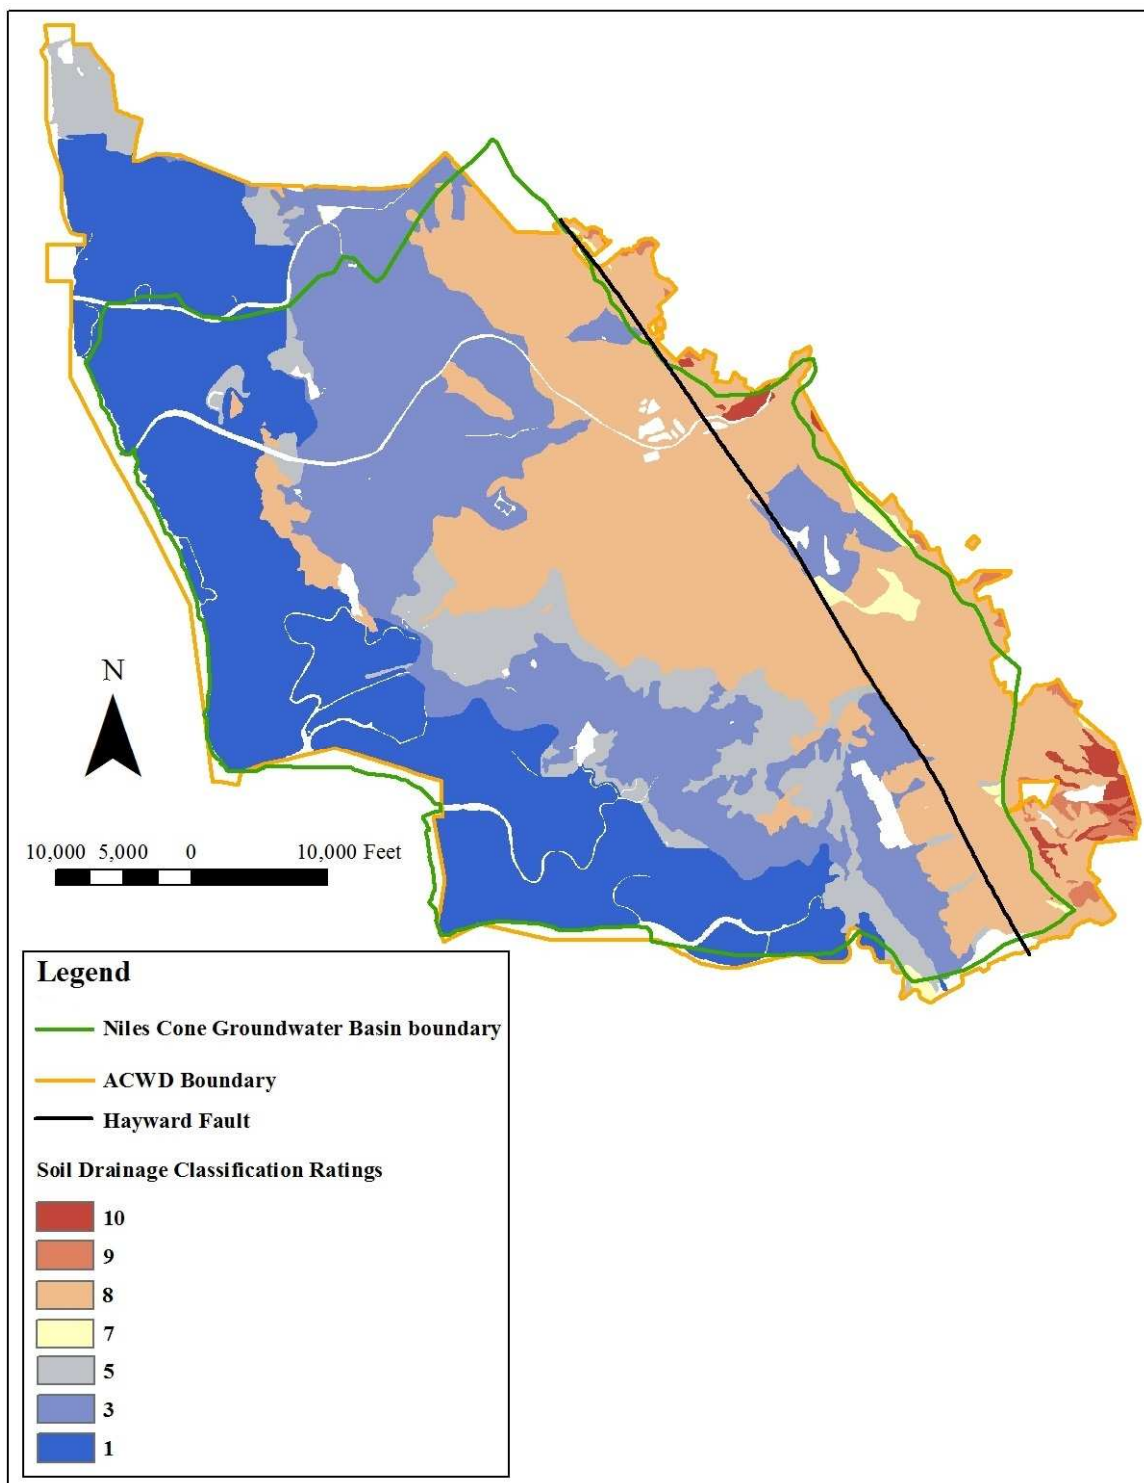 N
10,000 5,000 0 10,000 Feet
Legend
Niles Cone Groundwater Basin boundary
ACWD Boundary
Hayward Fault
Soil Drainage Classification Ratings
10
9
8
7
5
3
1